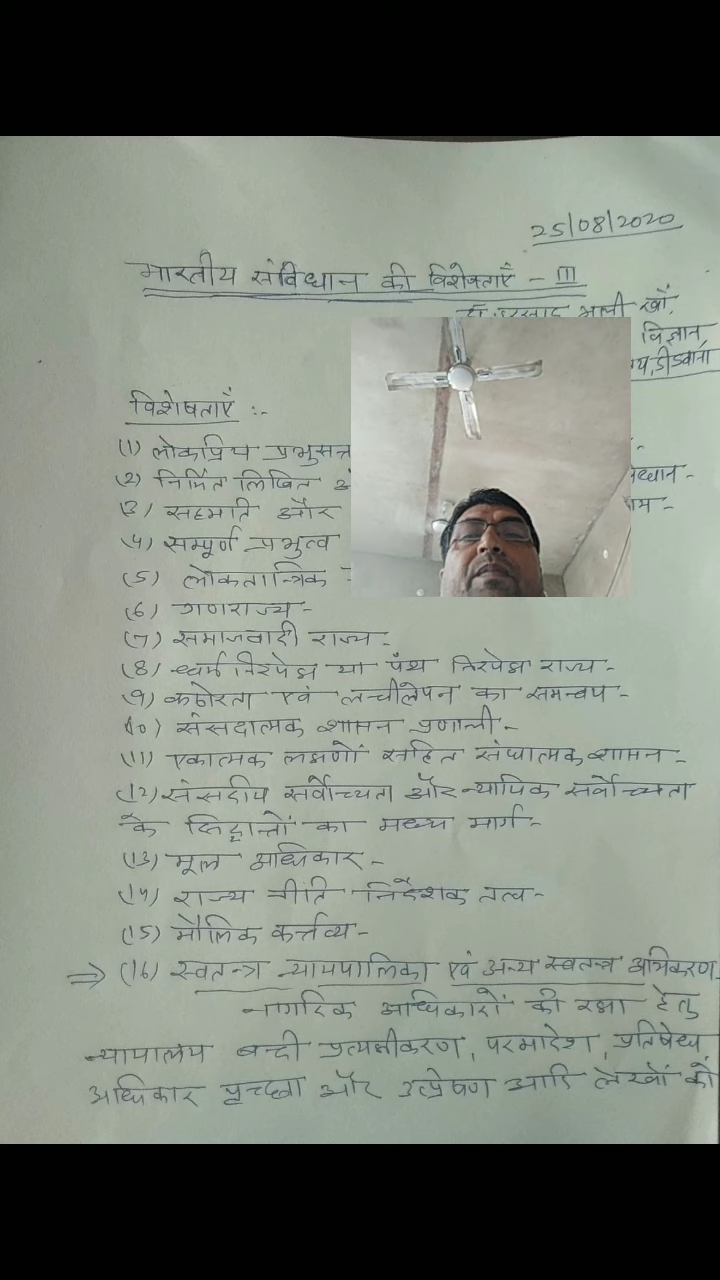 25/08/2020
भारतीय संविधान की विशेषताएँ - III
अली खाँ,
विज्ञान,
डीडवाना
विशेषताएँ :-
(1) लोकप्रिय प्रभुसत्त
(2) निर्मित लिखित
(3) सहमति और
(4) सम्पूर्ण प्रभुत्व
(5) लोकतान्त्रिक
(6) गणराज्य -
(7) समाजवादी राज्य -
(8) धर्म निरपेक्ष या पंथ निरपेक्ष राज्य -
(9) कठोरता एवं लचीलेपन का समन्वय -
(10) संसदात्मक शासन प्रणाली -
(11) एकात्मक लक्षणों सहित संघात्मक शासन -
(12) संसदीय सर्वोच्चता और न्यायिक सर्वोच्चता
के सिद्वान्तों का मध्य मार्ग -
(13) मूल अधिकार -
(14) राज्य नीति निर्देशक तत्व -
(15) मौलिक कर्त्तव्य -
⇒ (16) स्वतन्त्र न्यायपालिका एवं अन्य स्वतन्त्र अभिकरण -
नागरिक अधिकारों की रक्षा हेतु
न्यायालय बन्दी प्रत्यक्षीकरण, परमादेश, प्रतिषेध,
अधिकार पृच्छा और उत्प्रेषण आदि लेखों को